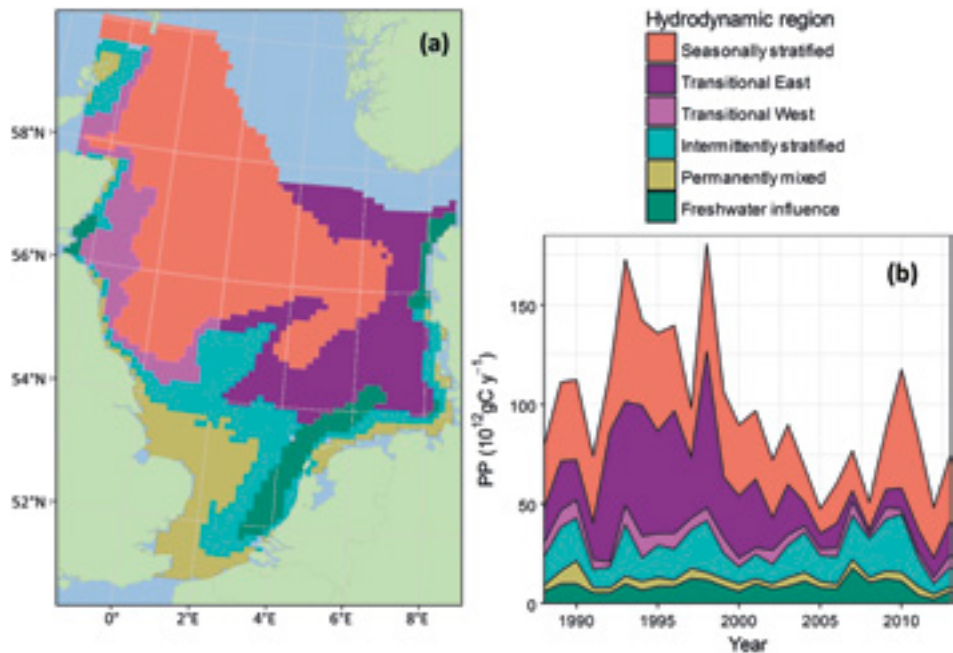 (a)
58°N
56°N
54°N
52°N
0°
2°E
4°E
6°E
8°E
Hydrodynamic region
Seasonally stratified
Transitional East
Transitional West
Intermittently stratified
Permanently mixed
Freshwater influence
(b)
PP (10¹²gC y⁻¹)
150
100
50
0
1990
1995
2000
2005
2010
Year